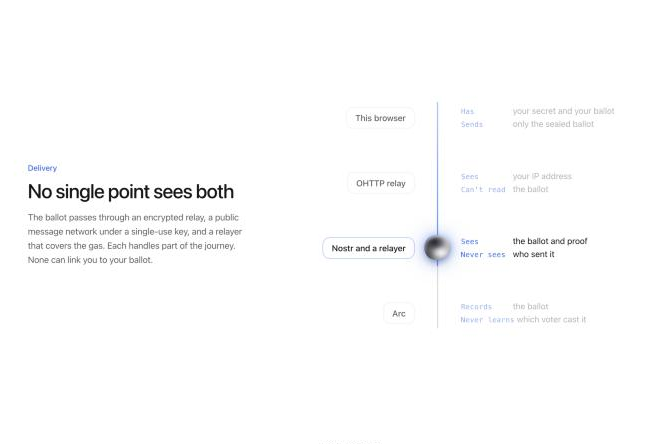 Delivery
No single point sees both
The ballot passes through an encrypted relay, a public
message network under a single-use key, and a relayer
that covers the gas. Each handles part of the journey.
None can link you to your ballot.
This browser
Has your secret and your ballot
Sends only the sealed ballot
OHTTP relay
Sees your IP address
Can't read the ballot
Nostr and a relayer
Sees the ballot and proof
Never sees who sent it
Arc
Records the ballot
Never learns which voter cast it